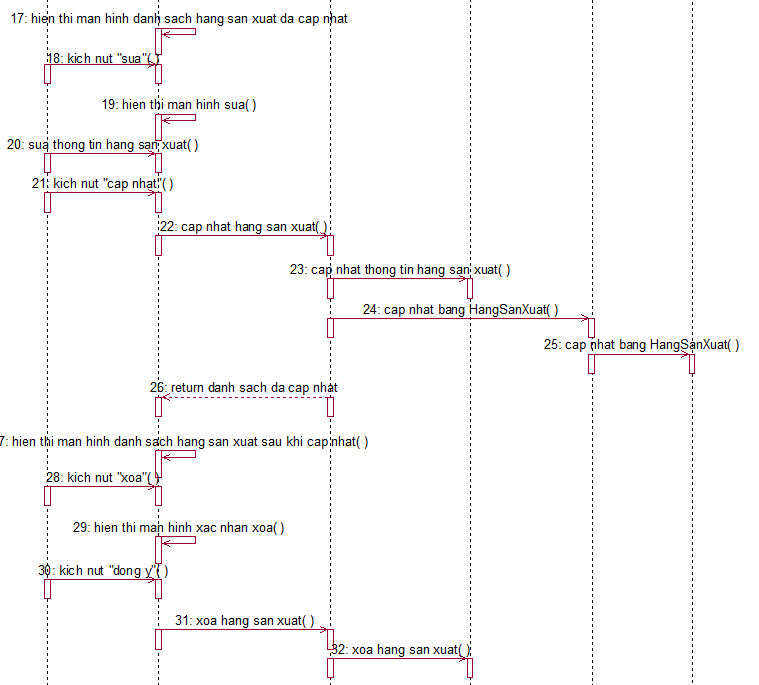 17: hien thi man hinh danh sach hang san xuat da cap nhat
18: kich nut "sua"( )
19: hien thi man hinh sua( )
20: sua thong tin hang san xuat( )
21: kich nut "cap nhat"( )
22: cap nhat hang san xuat( )
23: cap nhat thong tin hang san xuat( )
24: cap nhat bang HangSanXuat( )
25: cap nhat bang HangSanXuat( )
26: return danh sach da cap nhat
7: hien thi man hinh danh sach hang san xuat sau khi cap nhat( )
28: kich nut "xoa"( )
29: hien thi man hinh xac nhan xoa( )
30: kich nut "dong y"( )
31: xoa hang san xuat( )
32: xoa hang san xuat( )